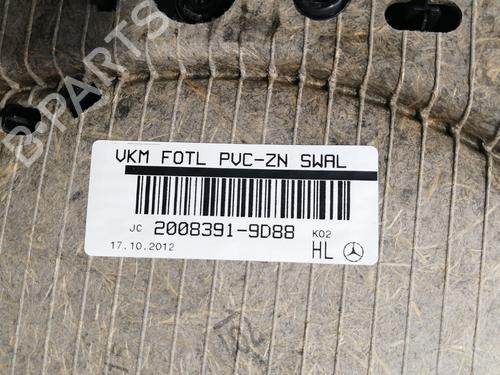 B-PARTS
VKM FOTL PVC-ZN SWAL
JC 2008391-9D88 K02
17.10.2012 HL